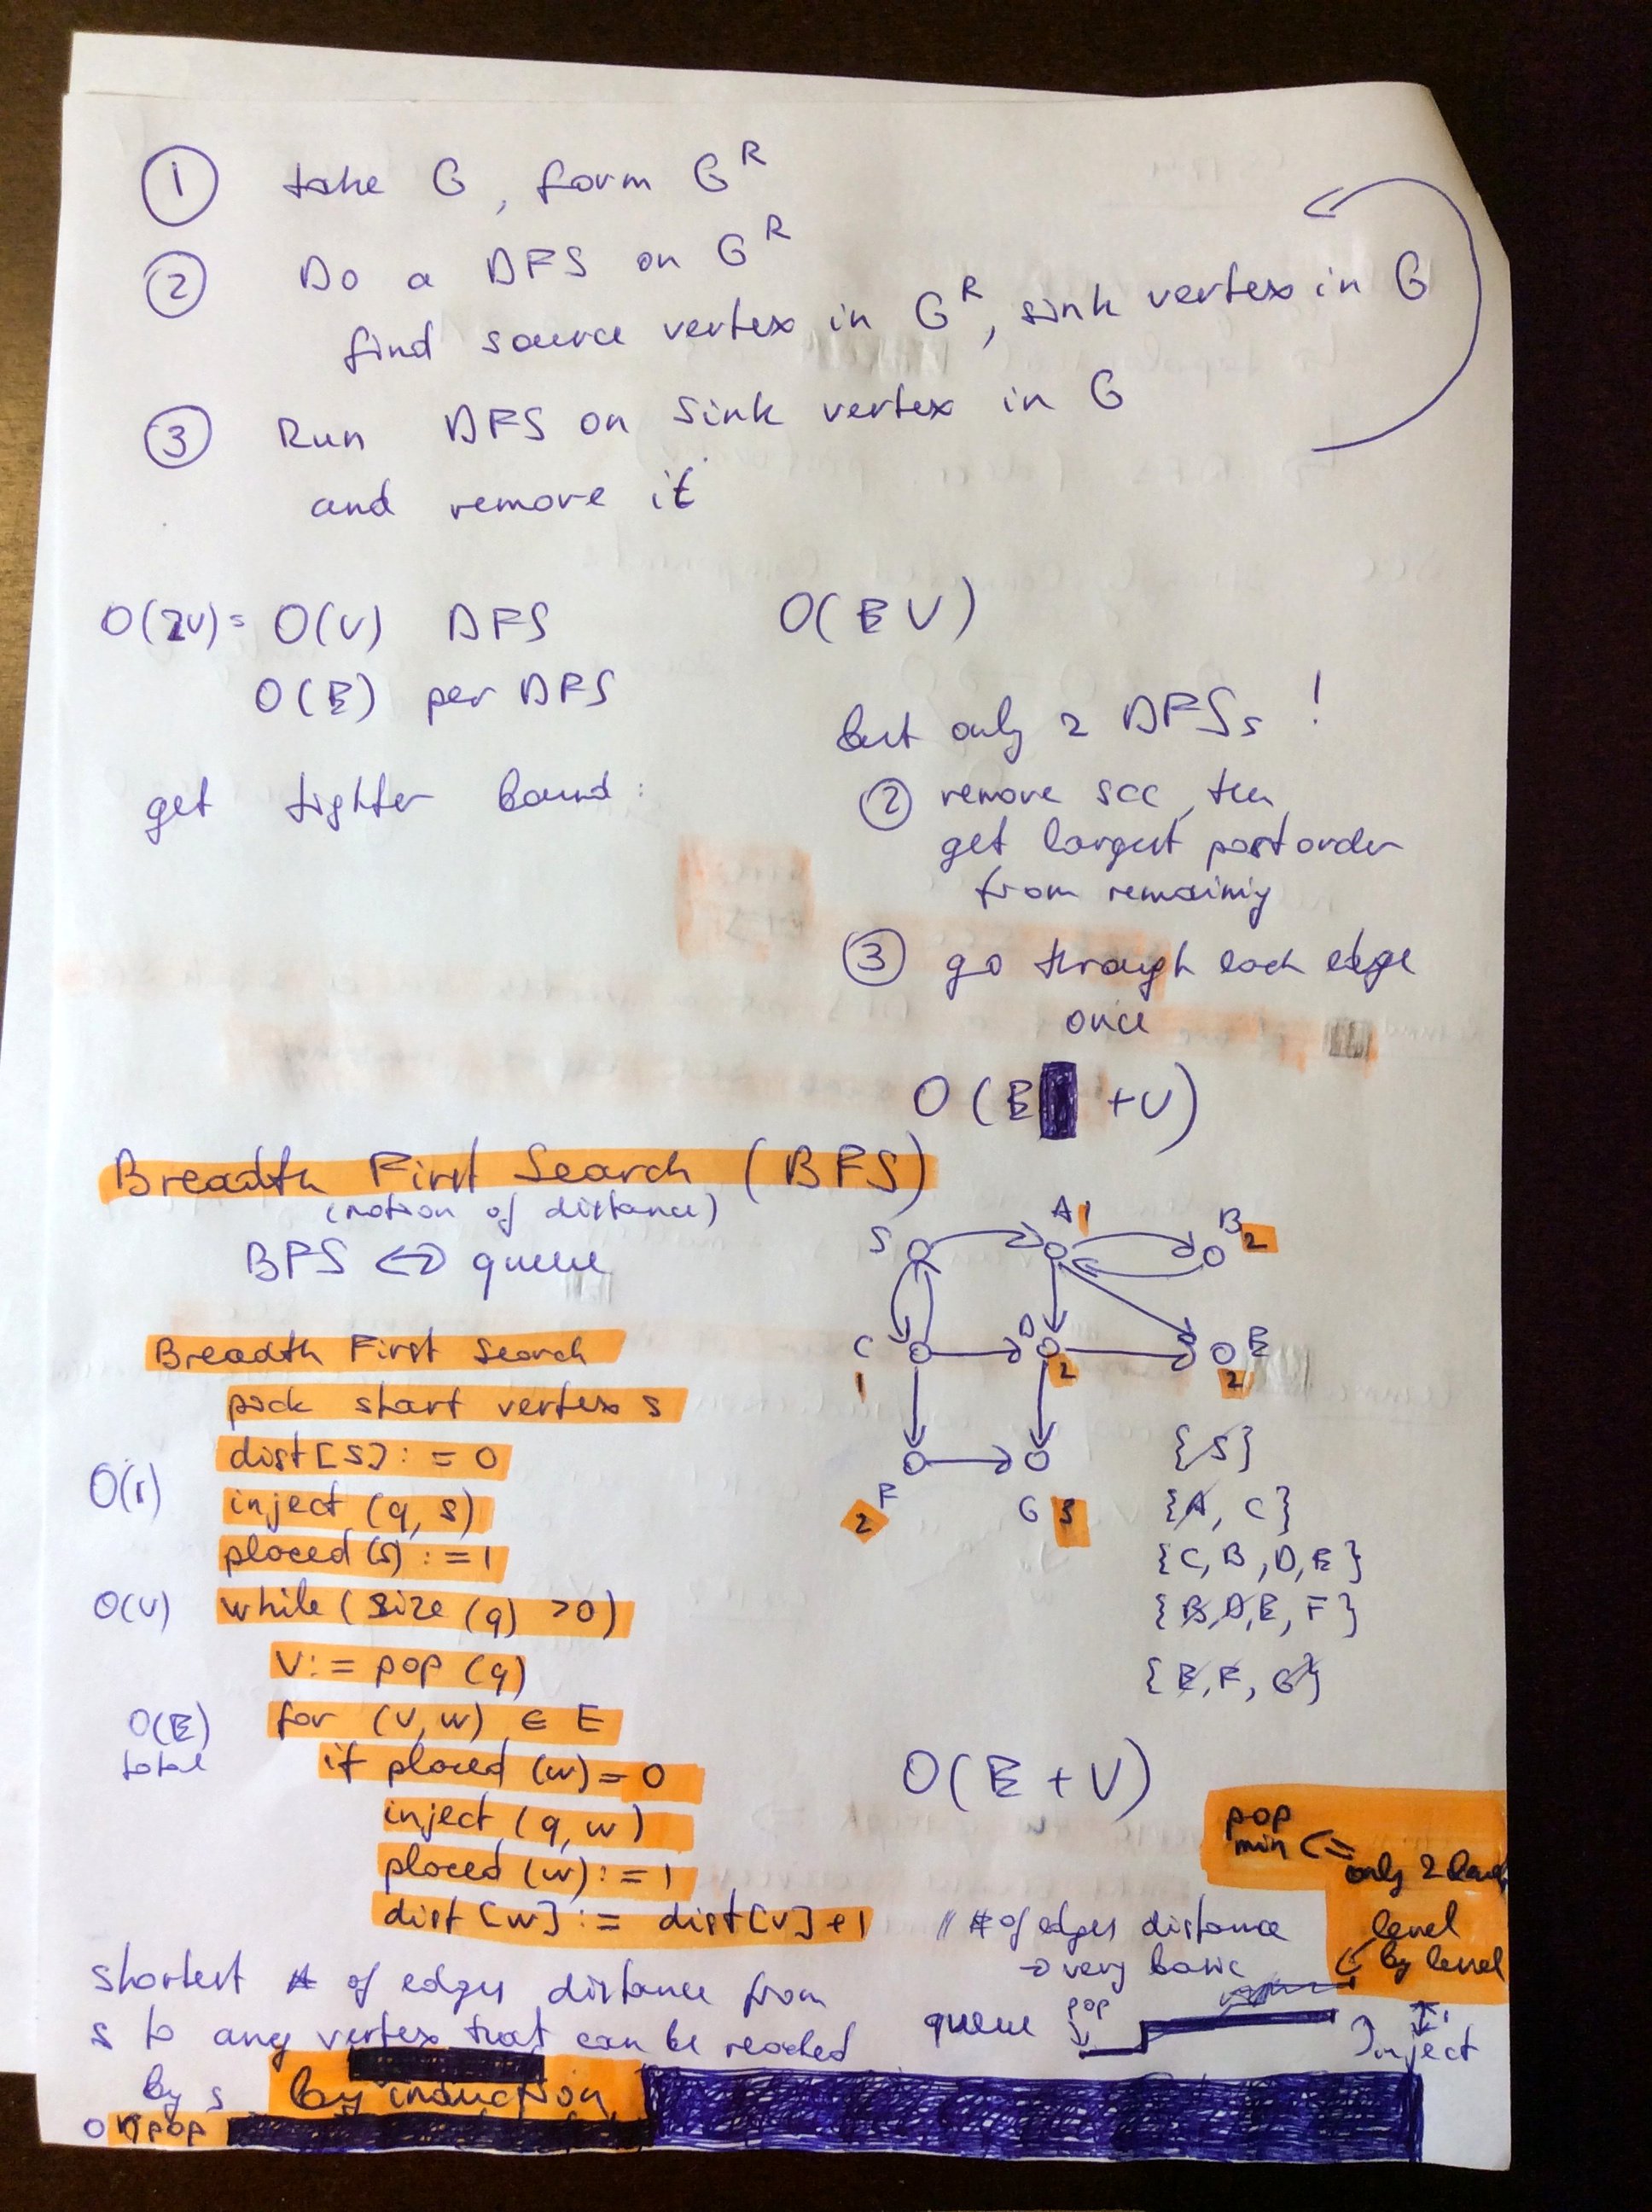 1 take G, form G^R
2 Do a DFS on G^R
find source vertex in G^R, sink vertex in G
3 Run DFS on Sink vertex in G
and remove it
O(2V) = O(V) DFS
O(E) per DFS
get tighter bound:
O(EV)
but only 2 DFSs !
2 remove scc, then
get largest postorder
from remaining
3 go through each edge
once
O(E +V)
Breadth First Search (BFS)
(notion of distance)
BFS <=> queue
Breadth First Search
pick start vertex s
dist[s] := 0
O(1) inject (q, s)
placed(s) := 1
O(V) while (size (q) >0)
v := pop (q)
O(E) for (v,w) ∈ E
total if placed (w) = 0
inject (q, w)
placed (w) := 1
dist [w] := dist[v]+1 // # of edges distance
→ very basic
S A 1 B 2
C 1 D 2 E 2
F 2 G 3
{S}
{A, C}
{C, B, D, E}
{B, D, E, F}
{E, F, G}
O(E + V)
pop
min <=
only 2 level
level
by level
queue pop inject 1
shortest # of edges distance from
s to any vertex that can be reached
by s by induction
on pop